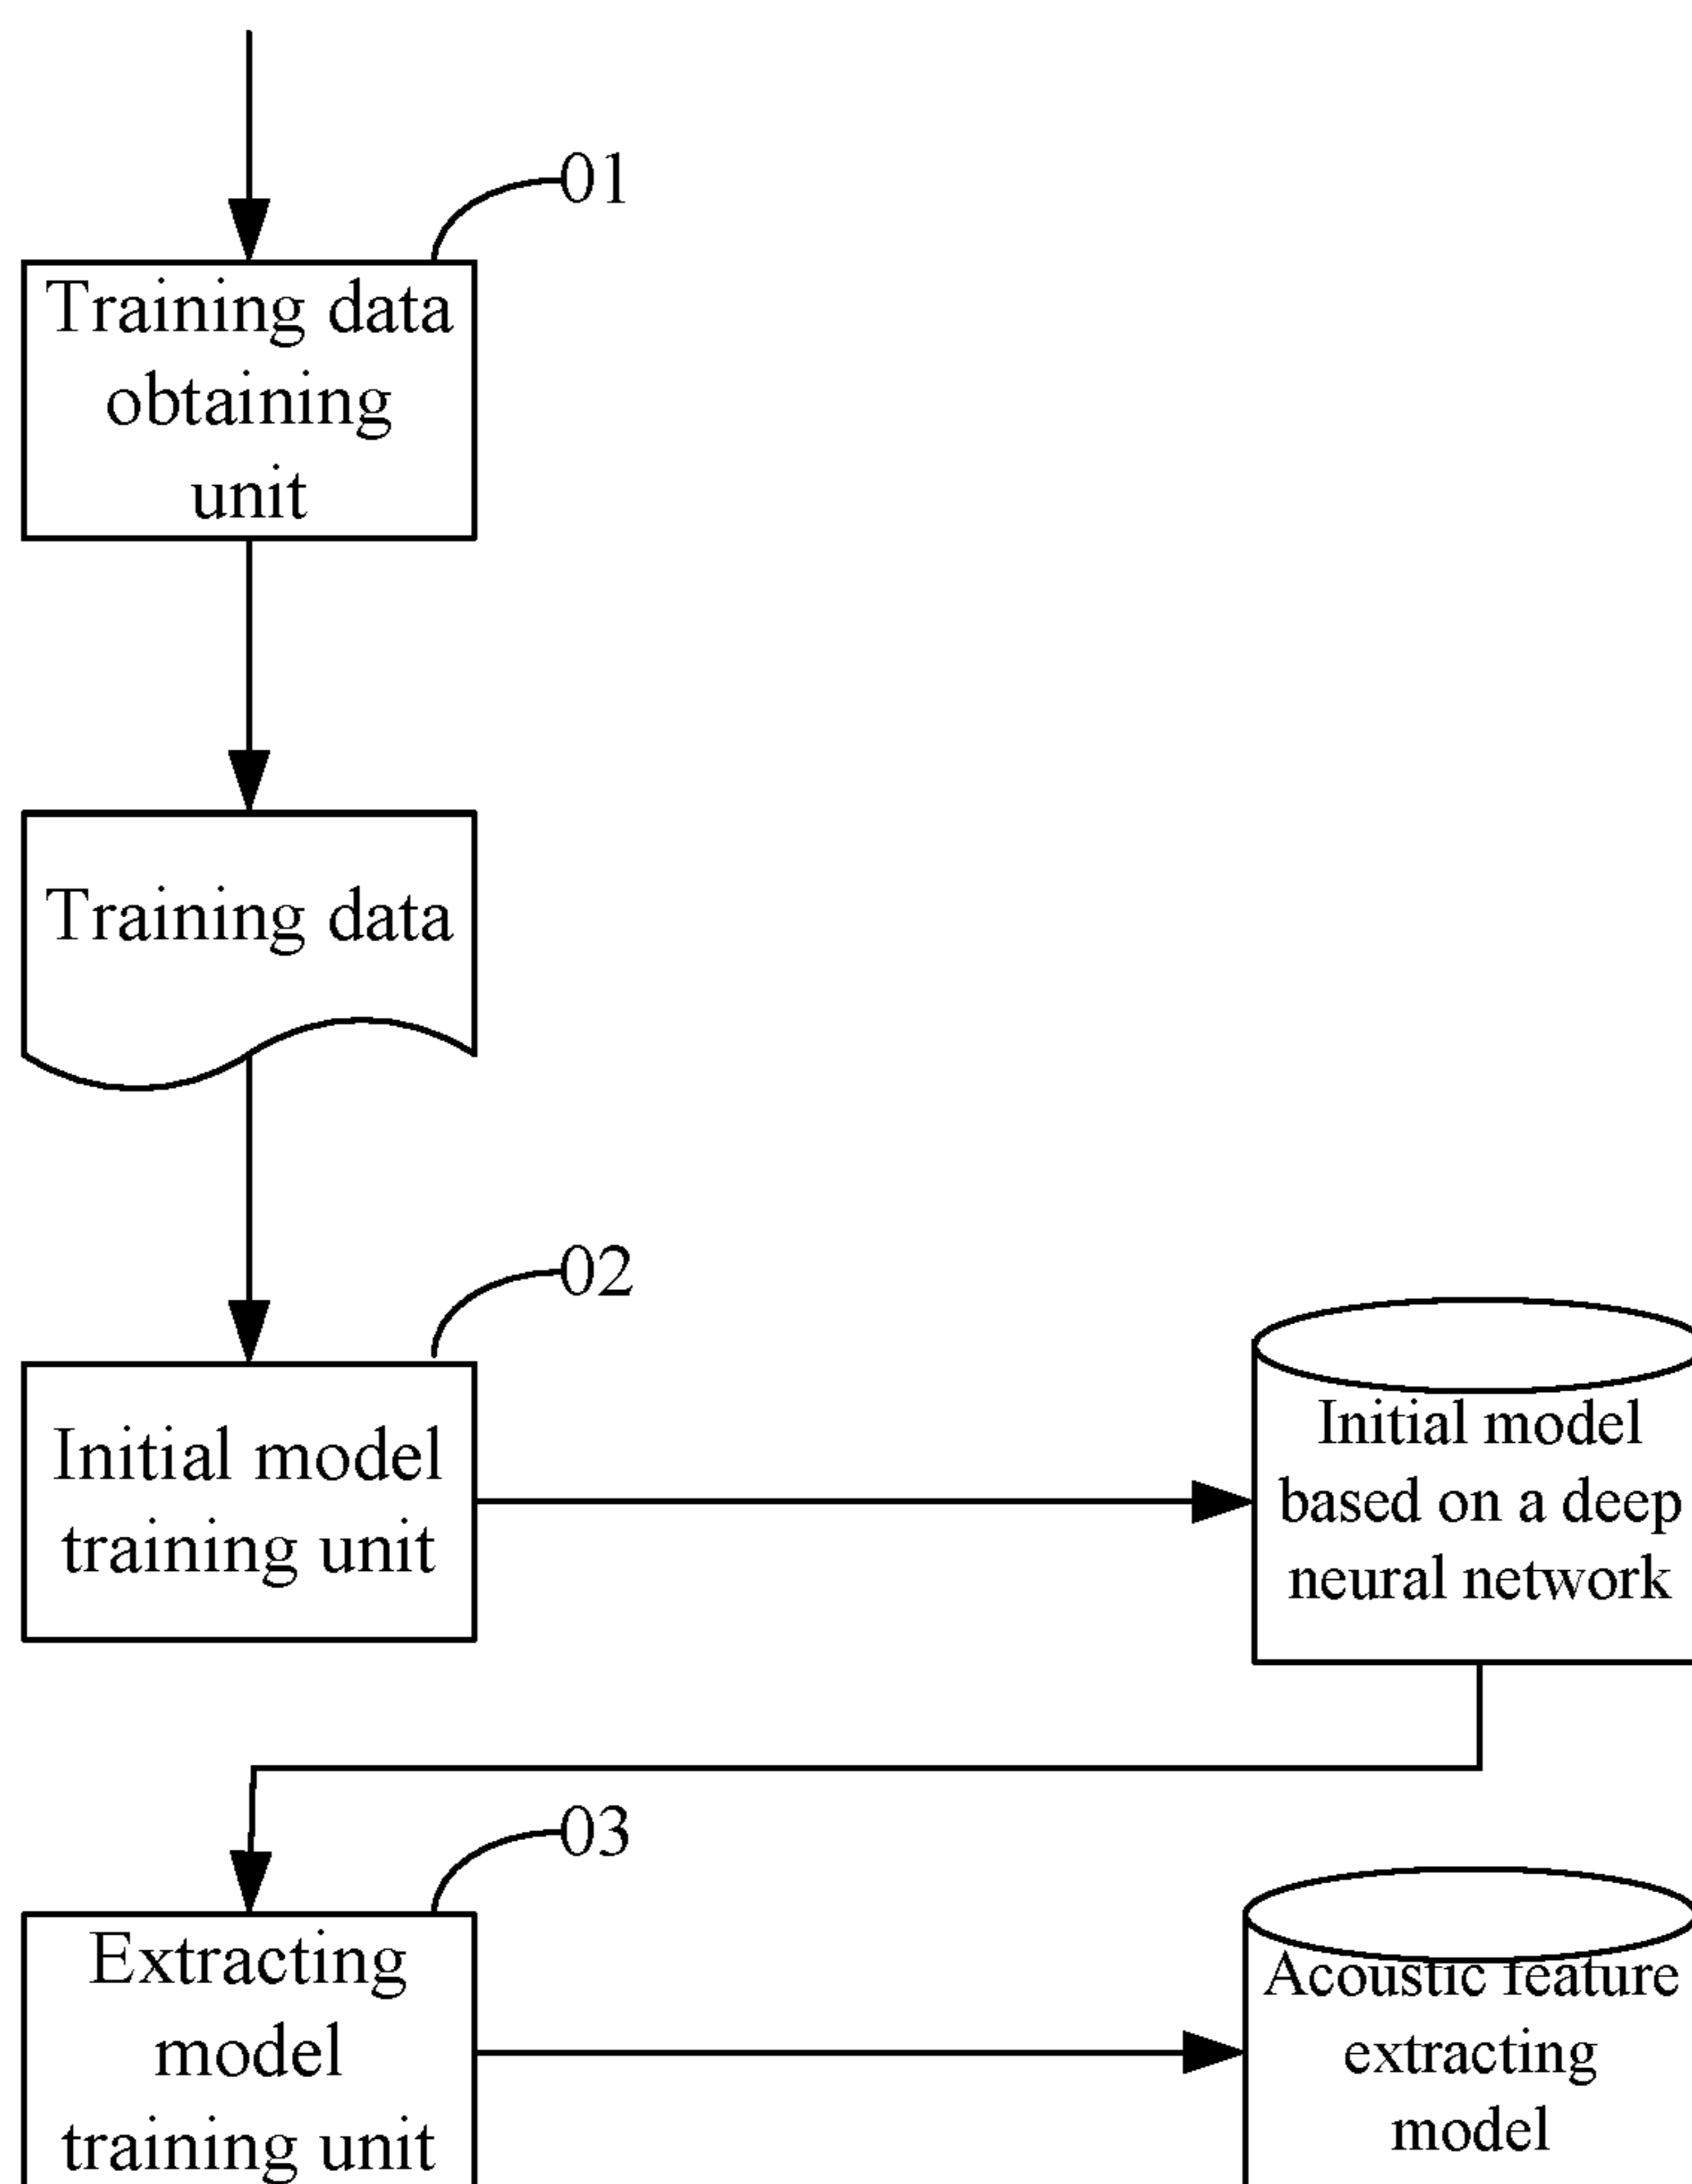 01
Training data
obtaining
unit
Training data
02
Initial model
training unit
Initial model
based on a deep
neural network
03
Extracting
model
training unit
Acoustic feature
extracting
model